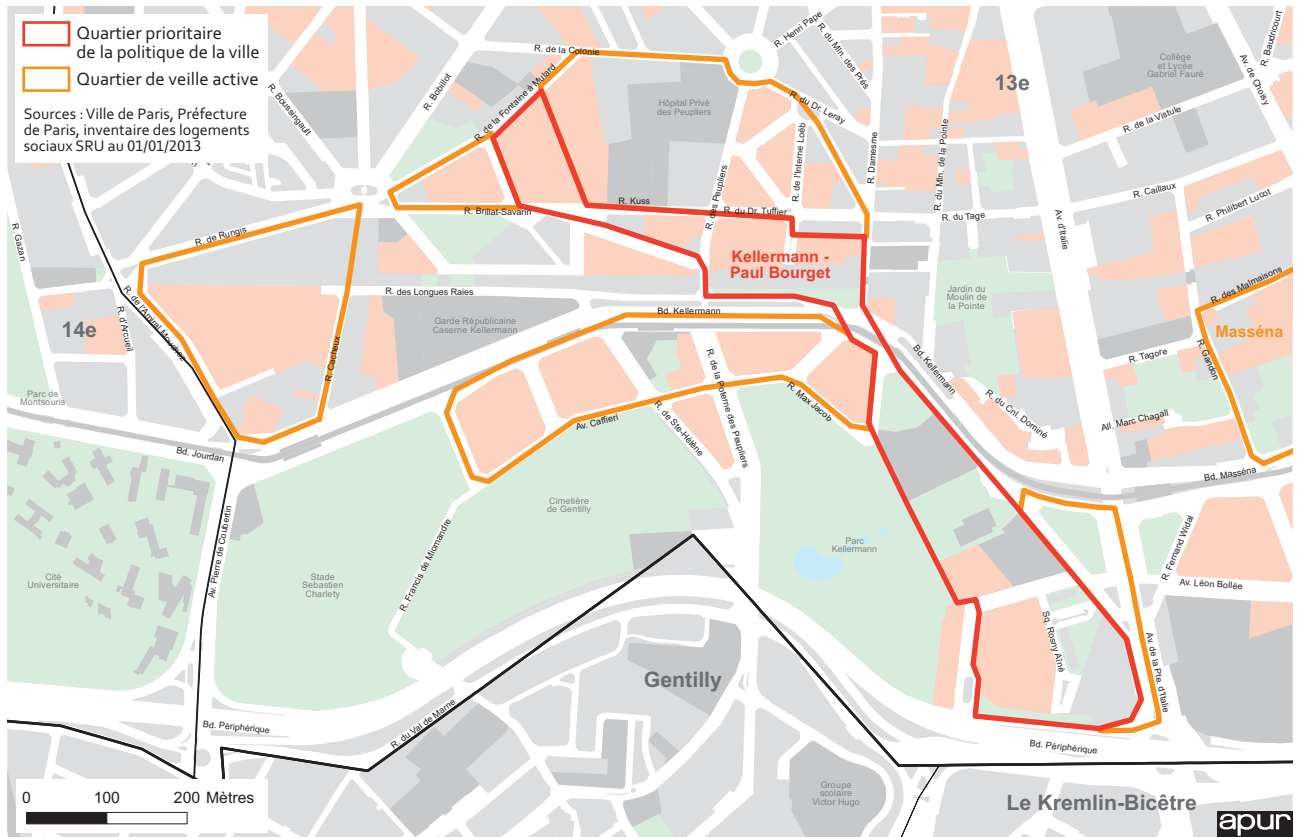 Quartier prioritaire
de la politique de la ville
Quartier de veille active
Sources : Ville de Paris, Préfecture
de Paris, inventaire des logements
sociaux SRU au 01/01/2013
R. Boussingault
R. Bobillot
R. de la Colonie
R. de la Fontaine à Mulard
R. Henri Pape
R. du Min. des Prés
13e
Collège
et Lycée
Gabriel Fauré
Av. de Choisy
R. Baudricourt
Hôpital Privé
des Peupliers
R. du Dr. Leray
R. de l'Interne Loëb
R. Damesme
R. du Min. de la Pointe
R. de la Vistule
R. Caillaux
R. Philibert Lucot
R. Gazan
R. de Rungis
R. Brillat-Savarin
R. Kuss
R. des Peupliers
R. du Dr. Tuffier
R. du Tage
Av. d'Italie
Kellermann -
Paul Bourget
R. des Malmaisons
Masséna
R. de l'Amiral Mouchez
R. d'Arcueil
14e
R. des Longues Raies
Garde Républicaine
Caserne Kellermann
Bd. Kellermann
Jardin du
Moulin de
la Pointe
R. Tagore
R. Gandon
R. Cacheux
Bd. Kellermann
Parc de
Montsouris
R. de la Poterne des Peupliers
R. Max Jacob
R. du Cnl. Dominé
All. Marc Chagall
Av. Caffieri
R. de Ste-Hélène
Bd. Jourdan
Bd. Masséna
Cimetière
de Gentilly
Parc
Kellermann
Av. Pierre de Coubertin
R. Francis de Miomandre
R. Fernand Widal
Cité
Universitaire
Stade
Sebastien
Charlety
Av. Léon Bollée
Sq. Rosny Aîné
Av. de la Pte. d'Italie
Gentilly
R. du Val de Marne
Bd. Périphérique
Bd. Périphérique
Groupe
scolaire
Victor Hugo
Le Kremlin-Bicêtre
0 100 200 Mètres
apur